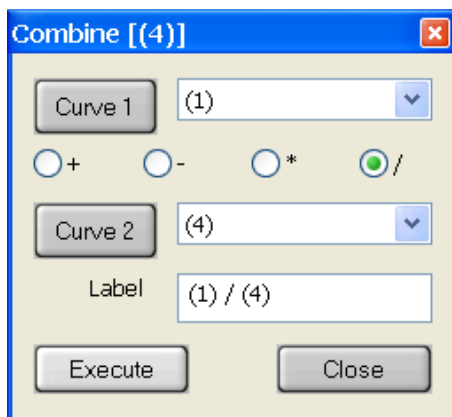 Combine [(4)]
Curve 1 (1)
+ - * /
Curve 2 (4)
Label (1) / (4)
Execute Close